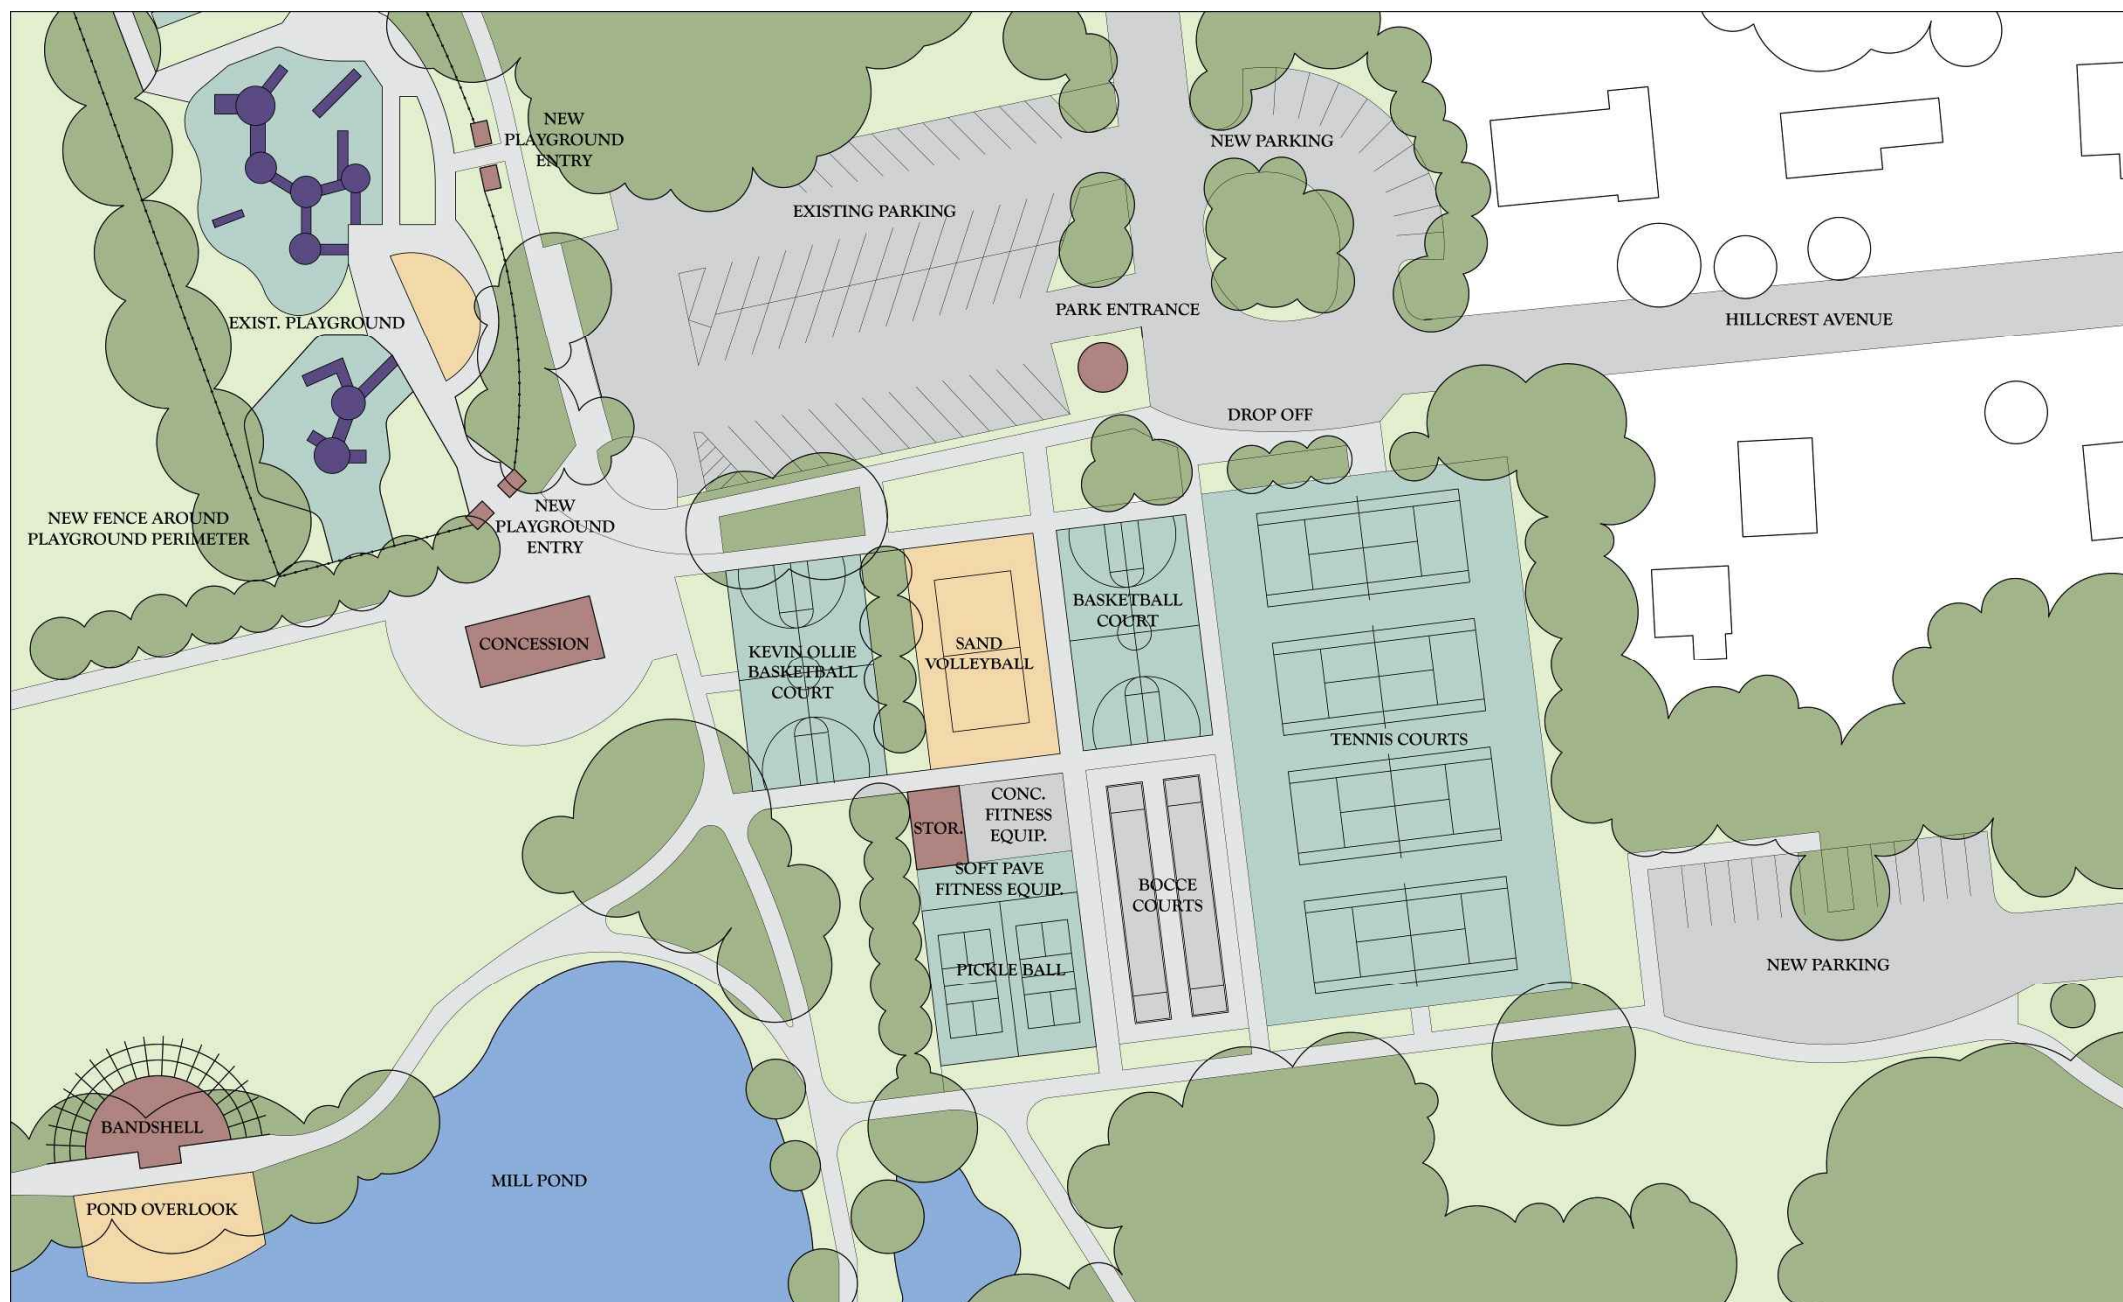 NEW
PLAYGROUND
ENTRY
NEW PARKING
EXISTING PARKING
PARK ENTRANCE
EXIST. PLAYGROUND
HILLCREST AVENUE
DROP OFF
NEW FENCE AROUND
PLAYGROUND PERIMETER
NEW
PLAYGROUND
ENTRY
CONCESSION
KEVIN OLLIE
BASKETBALL
COURT
SAND
VOLLEYBALL
BASKETBALL
COURT
TENNIS COURTS
STOR.
CONC.
FITNESS
EQUIP.
SOFT PAVE
FITNESS EQUIP.
BOCCE
COURTS
PICKLE BALL
NEW PARKING
BANDSHELL
POND OVERLOOK
MILL POND